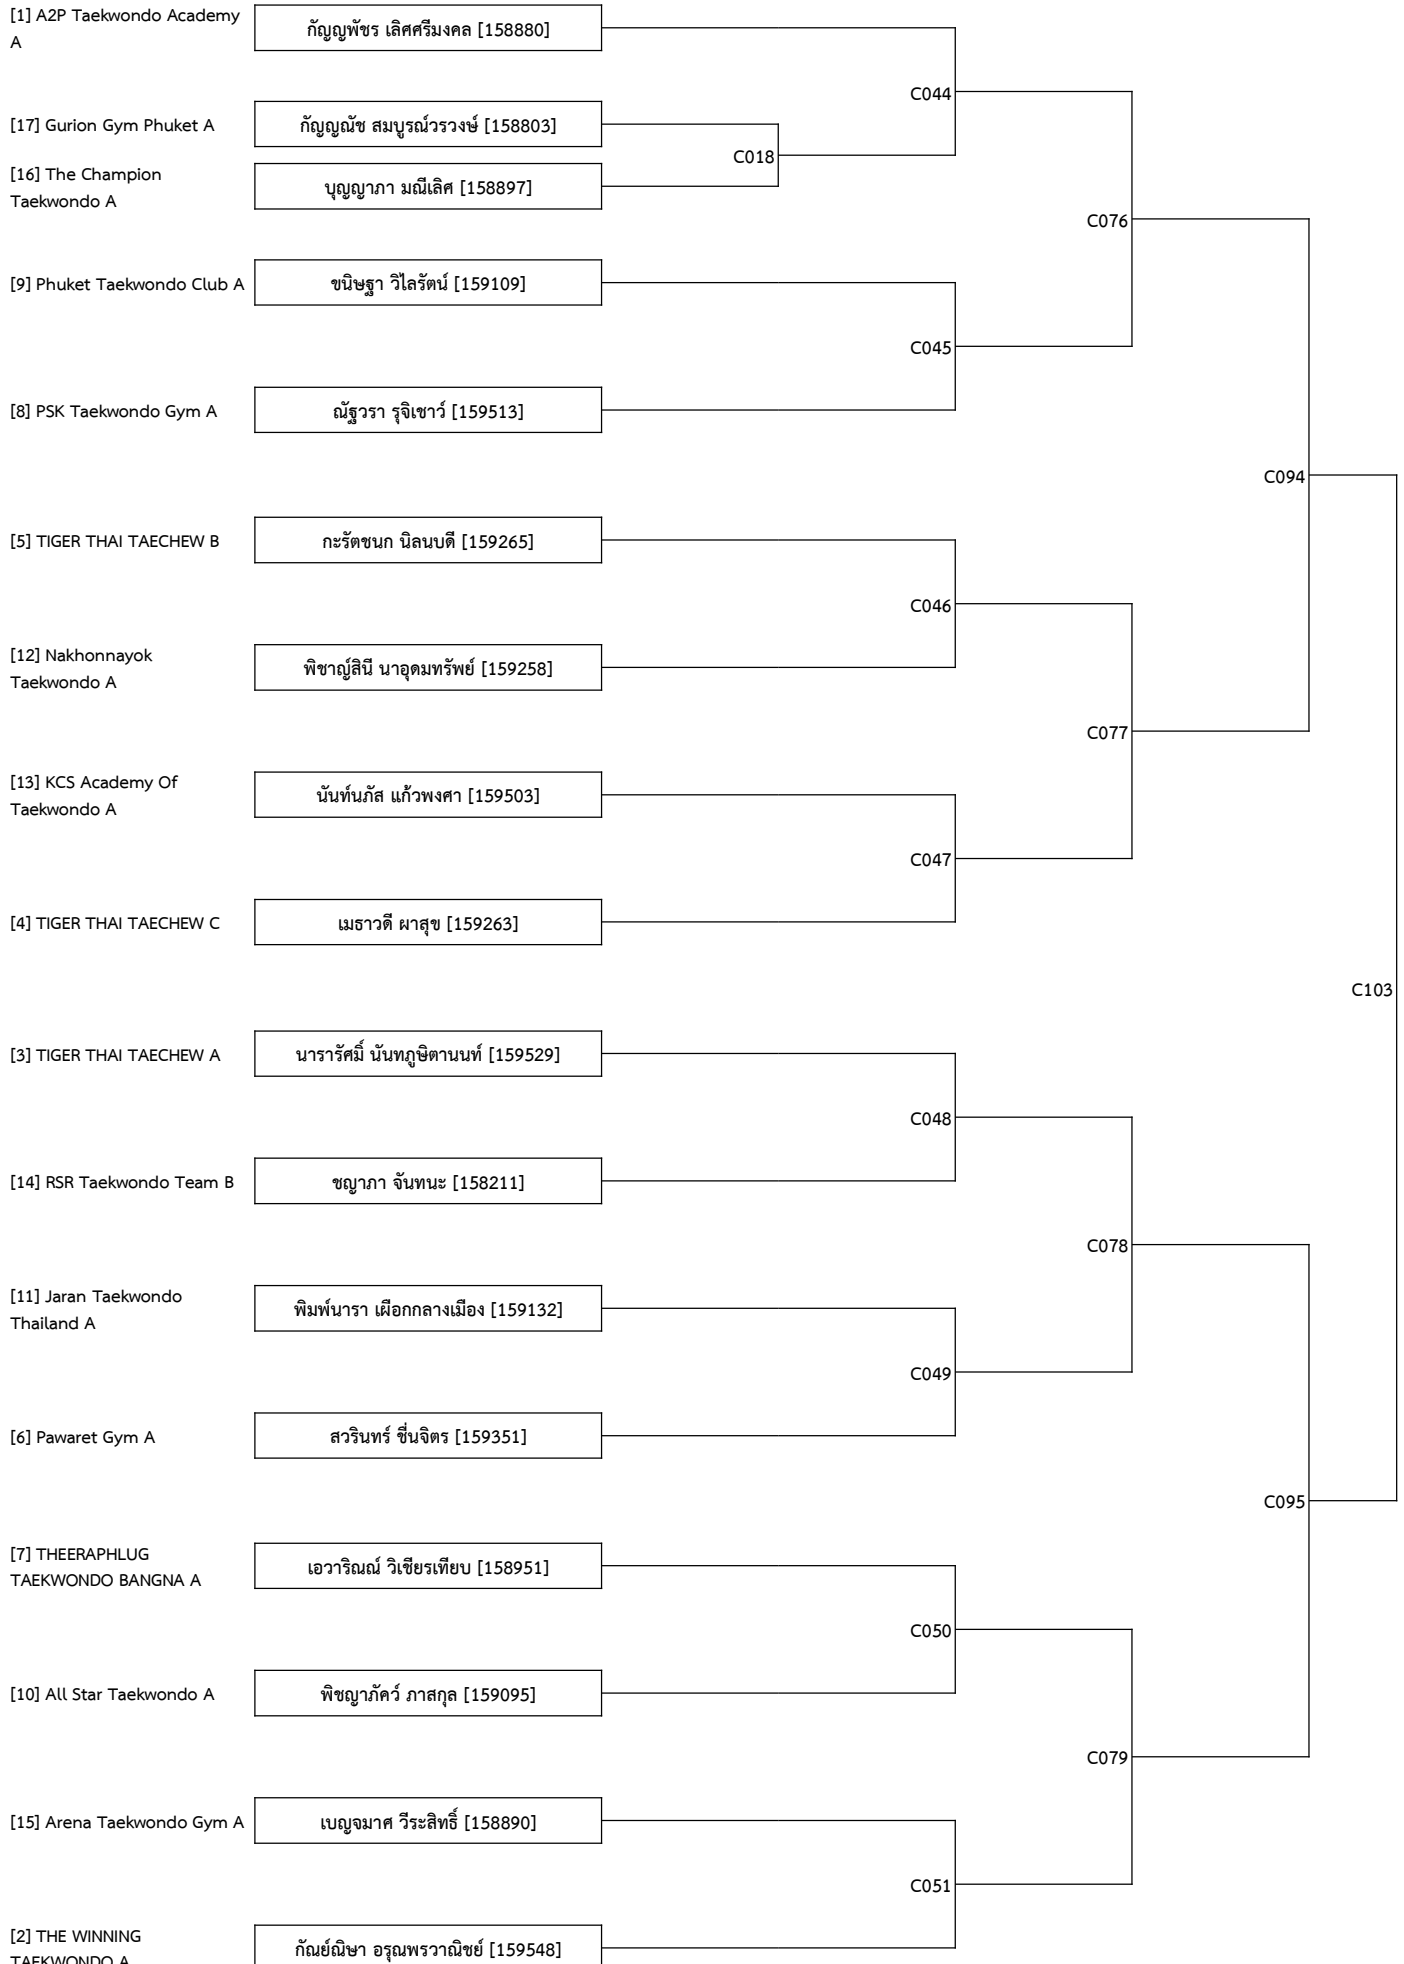 [1] A2P Taekwondo Academy
A
กัญญพัชร เลิศศรีมงคล [158880]
C044
[17] Gurion Gym Phuket A
กัญญณัช สมบูรณ์วรวงษ์ [158803]
C018
[16] The Champion
Taekwondo A
บุญญาภา มณีเลิศ [158897]
C076
[9] Phuket Taekwondo Club A
ขนิษฐา วิไลรัตน์ [159109]
C045
[8] PSK Taekwondo Gym A
ณัฐวรา รุจิเชาว์ [159513]
C094
[5] TIGER THAI TAECHEW B
กะรัตชนก นิลนบดี [159265]
C046
[12] Nakhonnayok
Taekwondo A
พิชาญ์สินี นาอุดมทรัพย์ [159258]
C077
[13] KCS Academy Of
Taekwondo A
นันท์นภัส แก้วพงศา [159503]
C047
[4] TIGER THAI TAECHEW C
เมธาวดี ผาสุข [159263]
C103
[3] TIGER THAI TAECHEW A
นารารัศมิ์ นันทภูษิตานนท์ [159529]
C048
[14] RSR Taekwondo Team B
ชญาภา จันทนะ [158211]
C078
[11] Jaran Taekwondo
Thailand A
พิมพ์นารา เผือกกลางเมือง [159132]
C049
[6] Pawaret Gym A
สวรินทร์ ชื่นจิตร [159351]
C095
[7] THEERAPHLUG
TAEKWONDO BANGNA A
เอวาริณณ์ วิเชียรเทียบ [158951]
C050
[10] All Star Taekwondo A
พิชญาภัคว์ ภาสกุล [159095]
C079
[15] Arena Taekwondo Gym A
เบญจมาศ วีระสิทธิ์ [158890]
C051
[2] THE WINNING
TAEKWONDO A
กัณย์ณิษา อรุณพรวาณิชย์ [159548]